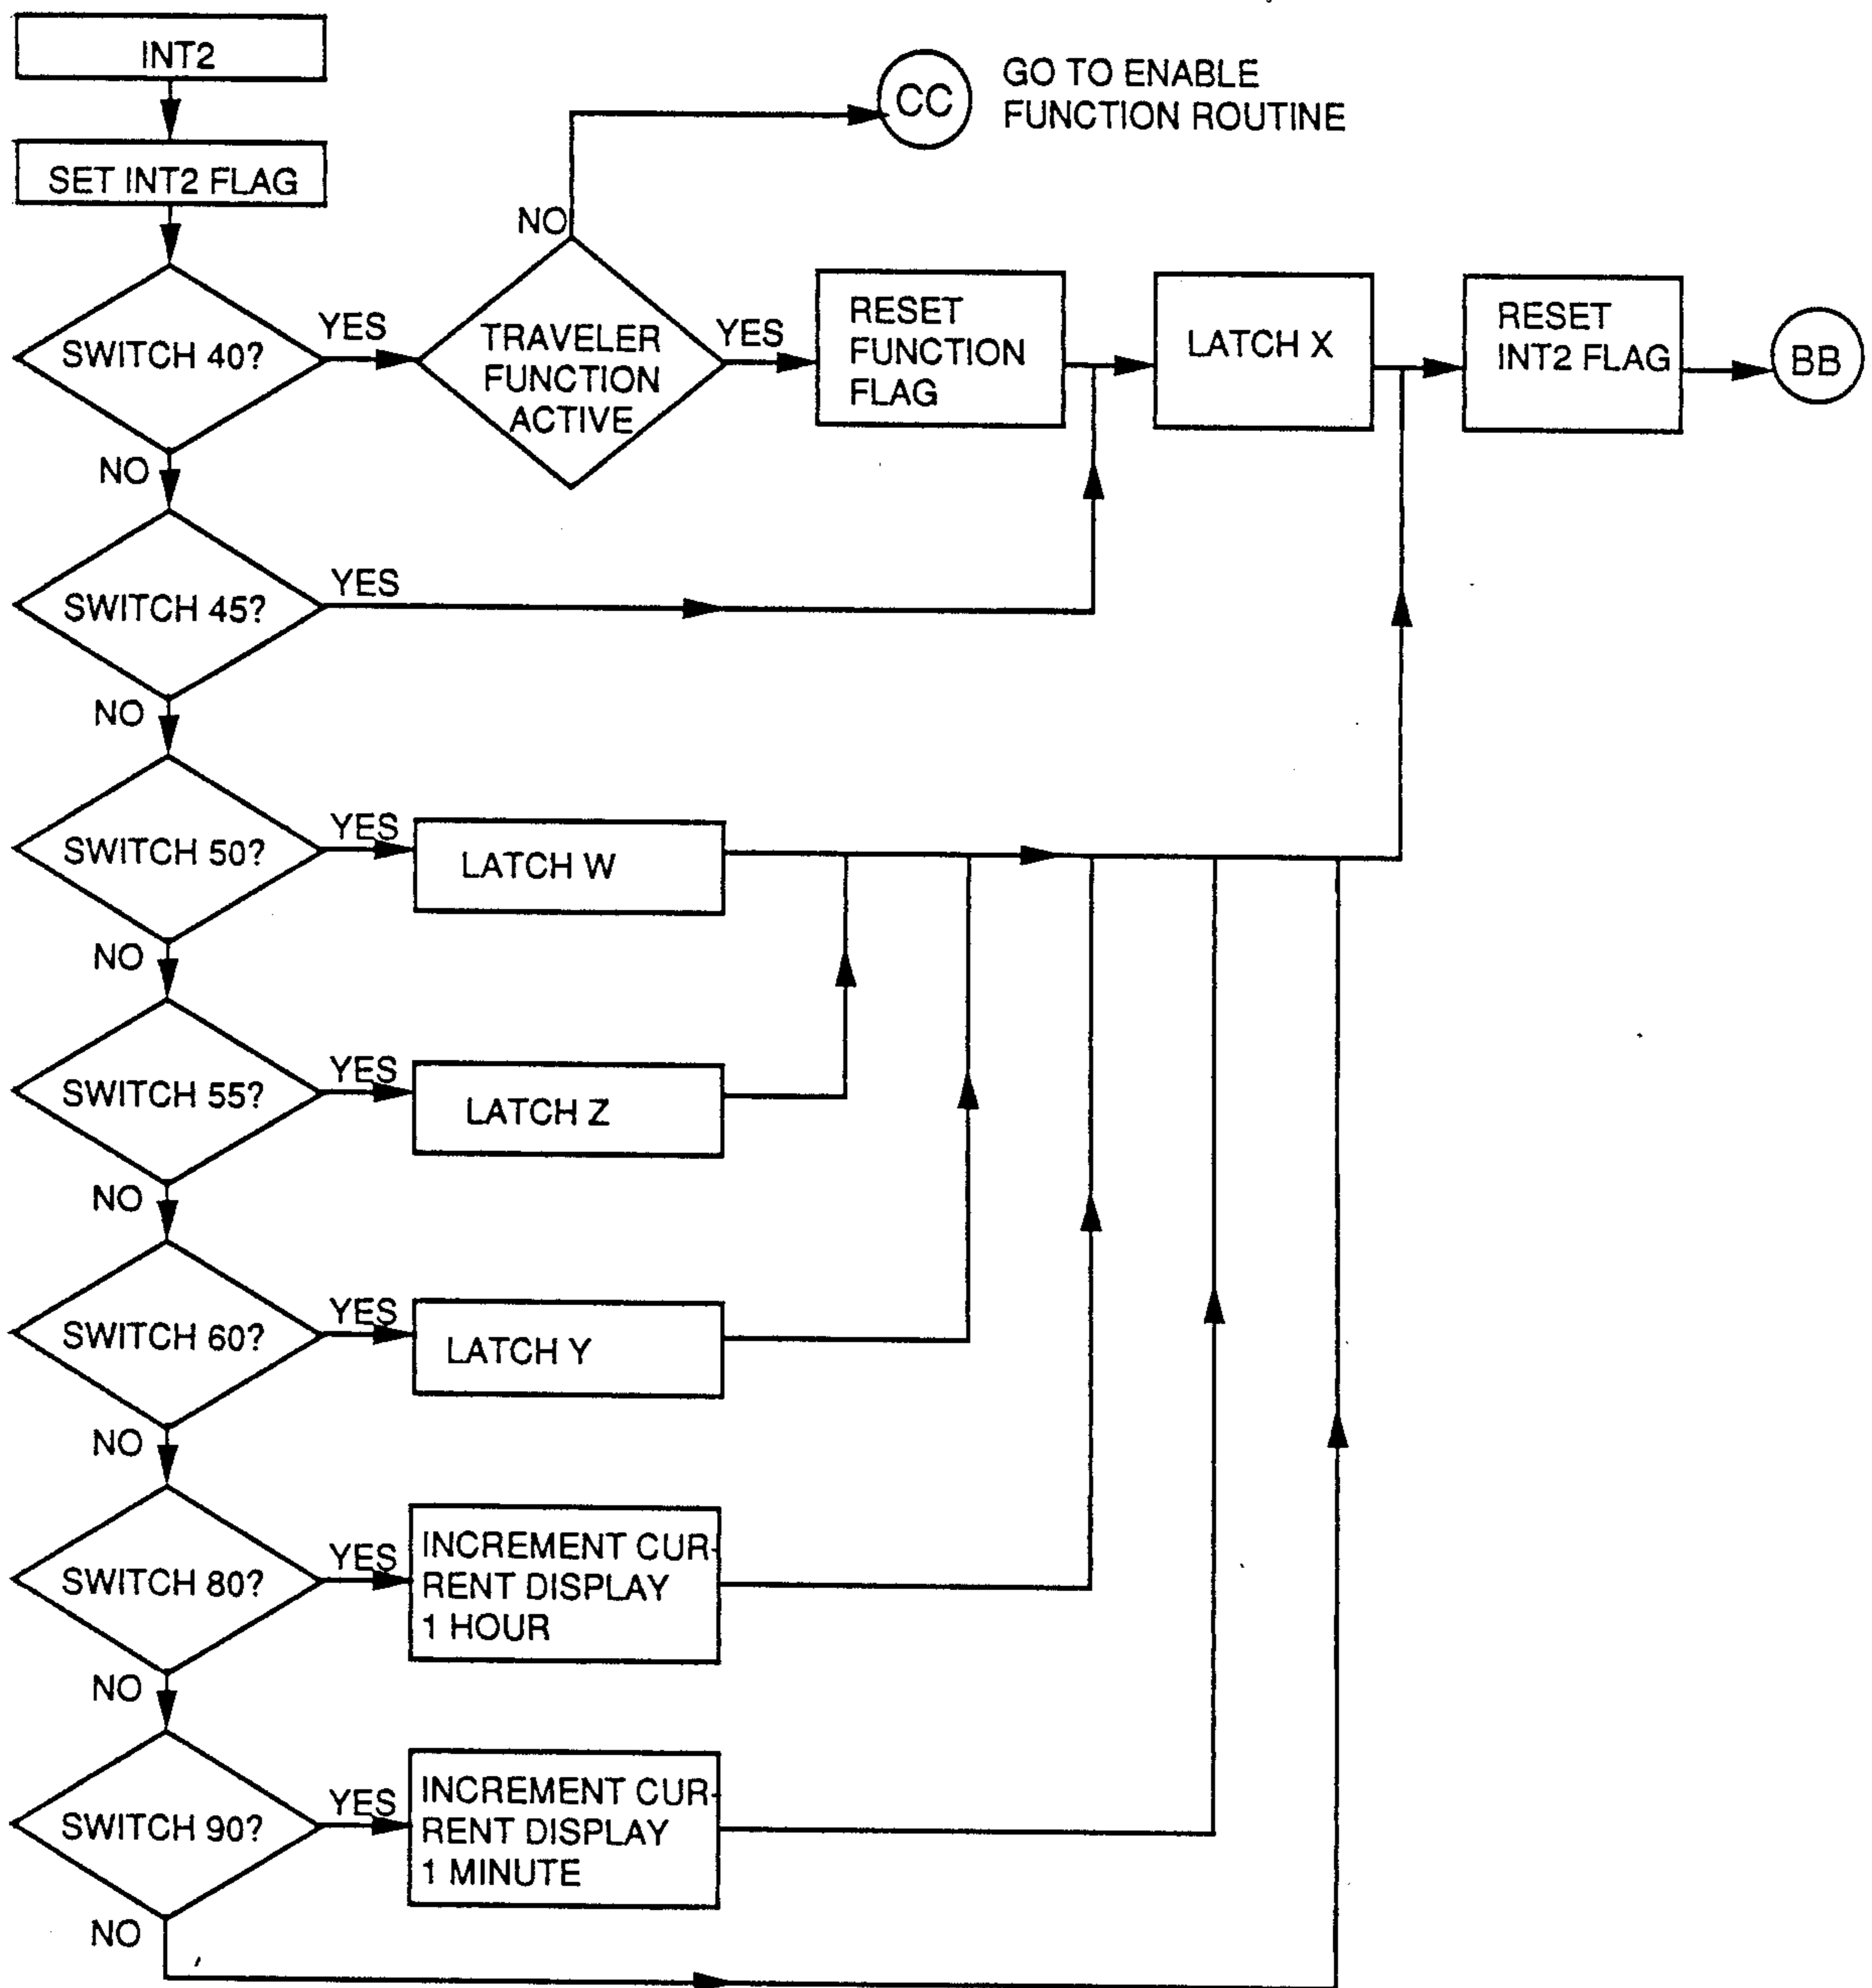 INT2
SET INT2 FLAG
CC
GO TO ENABLE
FUNCTION ROUTINE
NO
SWITCH 40?
YES
TRAVELER
FUNCTION
ACTIVE
YES
RESET
FUNCTION
FLAG
LATCH X
RESET
INT2 FLAG
BB
NO
SWITCH 45?
YES
NO
SWITCH 50?
YES
LATCH W
NO
SWITCH 55?
YES
LATCH Z
NO
SWITCH 60?
YES
LATCH Y
NO
SWITCH 80?
YES
INCREMENT CUR-
RENT DISPLAY
1 HOUR
NO
SWITCH 90?
YES
INCREMENT CUR-
RENT DISPLAY
1 MINUTE
NO